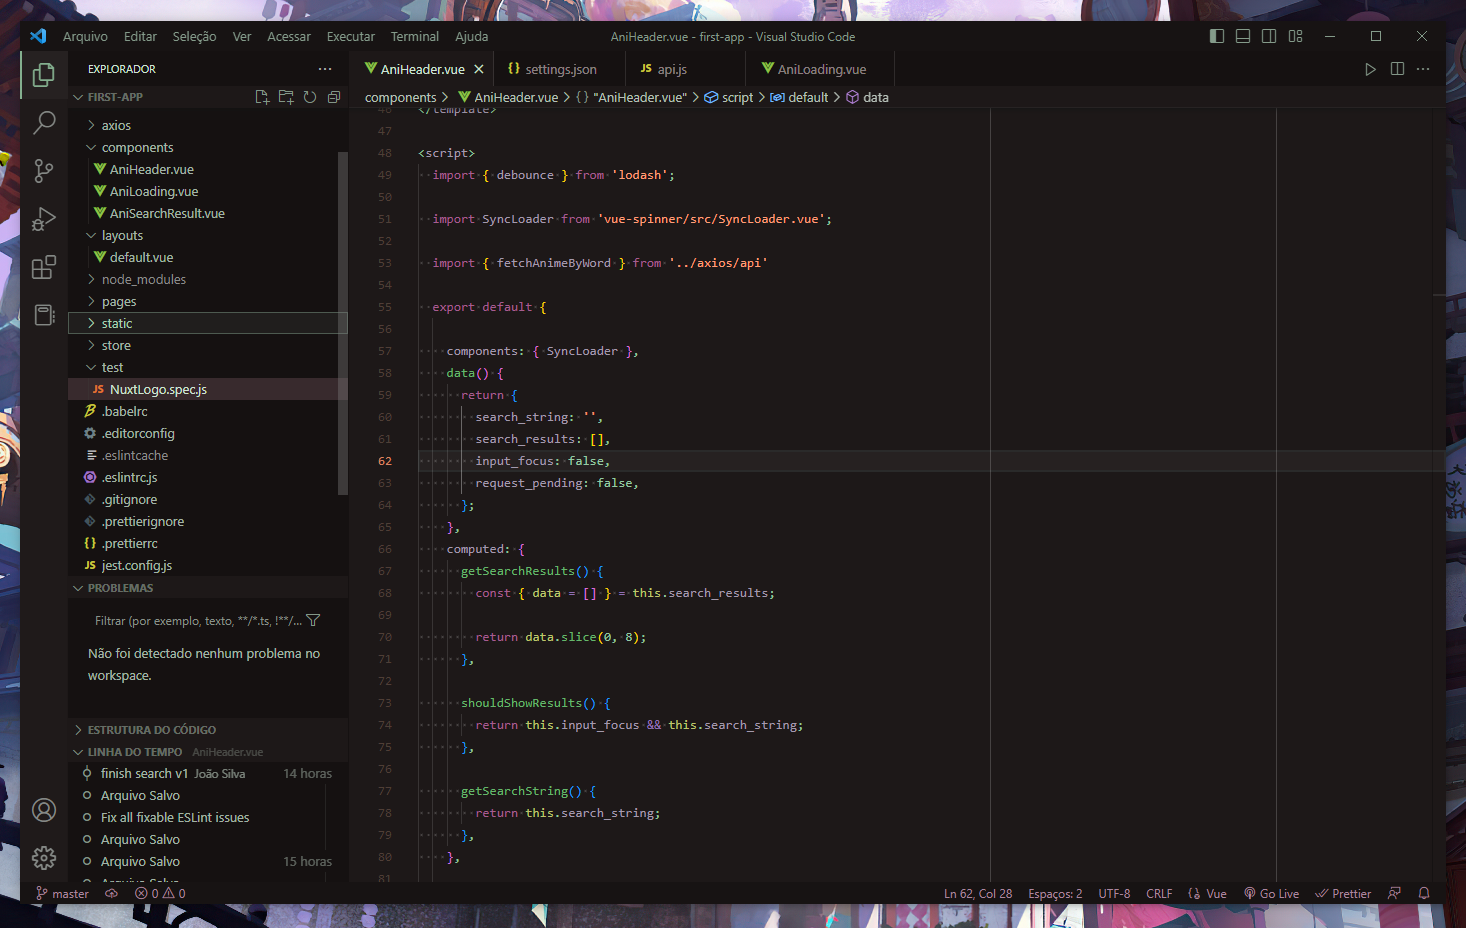 Arquivo Editar Seleção Ver Acessar Executar Terminal Ajuda AniHeader.vue - first-app - Visual Studio Code
EXPLORADOR
FIRST-APP
axios
components
AniHeader.vue
AniLoading.vue
AniSearchResult.vue
layouts
default.vue
node_modules
pages
static
store
test
JS NuxtLogo.spec.js
.babelrc
.editorconfig
.eslintcache
.eslintrc.js
.gitignore
.prettierignore
{} .prettierrc
JS jest.config.js
PROBLEMAS
Filtrar (por exemplo, texto, **/*.ts, !**/...
Não foi detectado nenhum problema no
workspace.
ESTRUTURA DO CÓDIGO
LINHA DO TEMPO AniHeader.vue
finish search v1 João Silva 14 horas
Arquivo Salvo
Fix all fixable ESLint issues
Arquivo Salvo
Arquivo Salvo 15 horas
Arquivo Salvo
AniHeader.vue {} settings.json JS api.js AniLoading.vue
components > AniHeader.vue > {} "AniHeader.vue" > script > default > data
46 </template>
47
48 <script>
49 import { debounce } from 'lodash';
50
51 import SyncLoader from 'vue-spinner/src/SyncLoader.vue';
52
53 import { fetchAnimeByWord } from '../axios/api'
54
55 export default {
56
57 components: { SyncLoader },
58 data() {
59 return {
60 search_string: '',
61 search_results: [],
62 input_focus: false,
63 request_pending: false,
64 };
65 },
66 computed: {
67 getSearchResults() {
68 const { data = [] } = this.search_results;
69
70 return data.slice(0, 8);
71 },
72
73 shouldShowResults() {
74 return this.input_focus && this.search_string;
75 },
76
77 getSearchString() {
78 return this.search_string;
79 },
80 },
81
master 0 0 Ln 62, Col 28 Espaços: 2 UTF-8 CRLF Vue Go Live Prettier